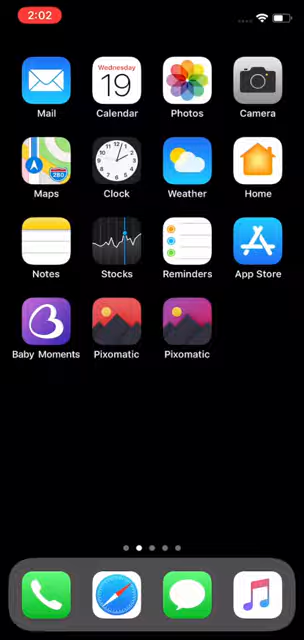 2:02
Wednesday
19
280
Mail
Calendar
Photos
Camera
Maps
Clock
Weather
Home
Notes
Stocks
Reminders
App Store
Baby Moments
Pixomatic
Pixomatic